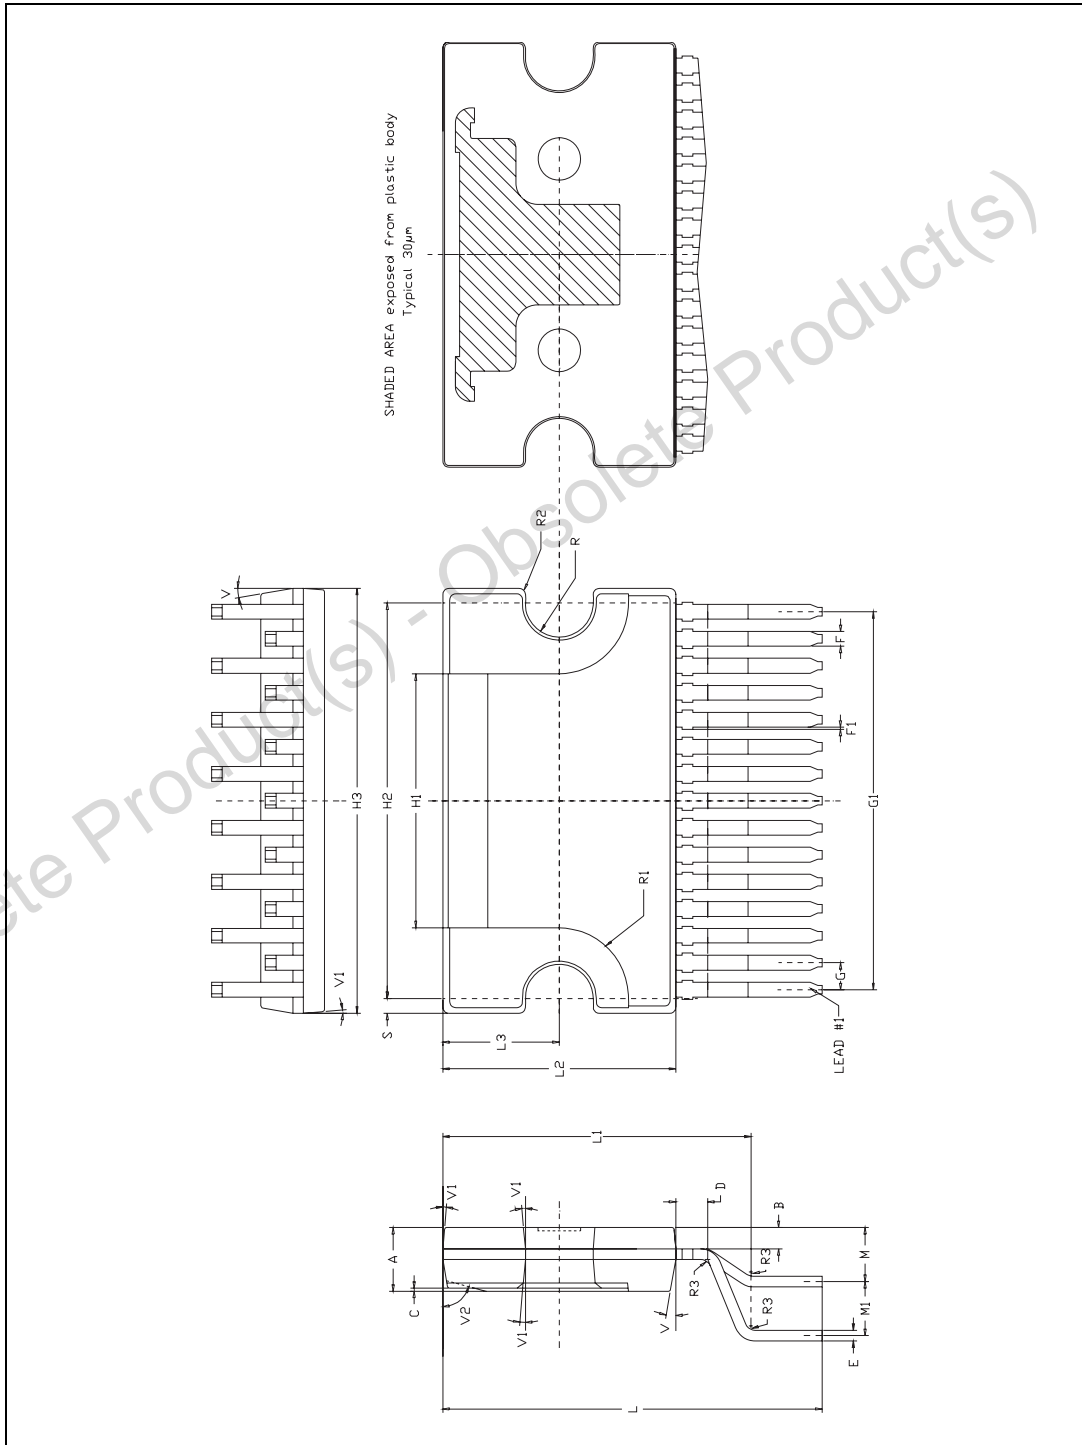 SHADED AREA exposed from plastic body
Typical 30µm
R2
R
V
F
F1
H3
H2
H1
G1
R1
V1
S
G
LEAD #1
L3
L2
L1
V1
V1
D
B
A
C
V2
V1
V
R3
R3
R3
M
M1
E
L
ete Product(s) - Obsolete Product(s)